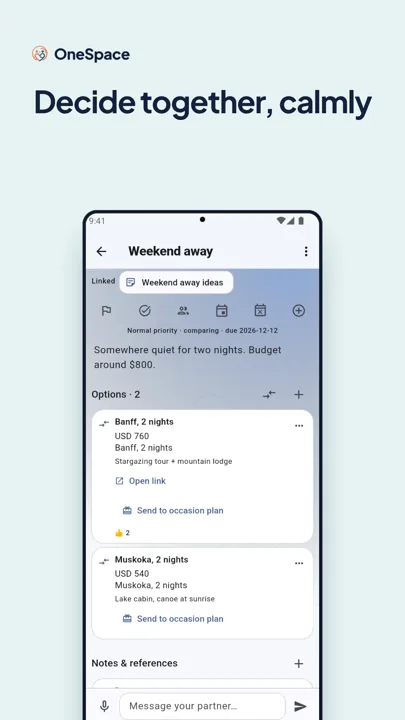 OneSpace
Decide together, calmly
9:41
Weekend away
Linked
Weekend away ideas
Normal priority · comparing · due 2026-12-12
Somewhere quiet for two nights. Budget
around $800.
Options · 2
Banff, 2 nights
USD 760
Banff, 2 nights
Stargazing tour + mountain lodge
Open link
Send to occasion plan
👍 2
Muskoka, 2 nights
USD 540
Muskoka, 2 nights
Lake cabin, canoe at sunrise
Send to occasion plan
Notes & references
Message your partner…